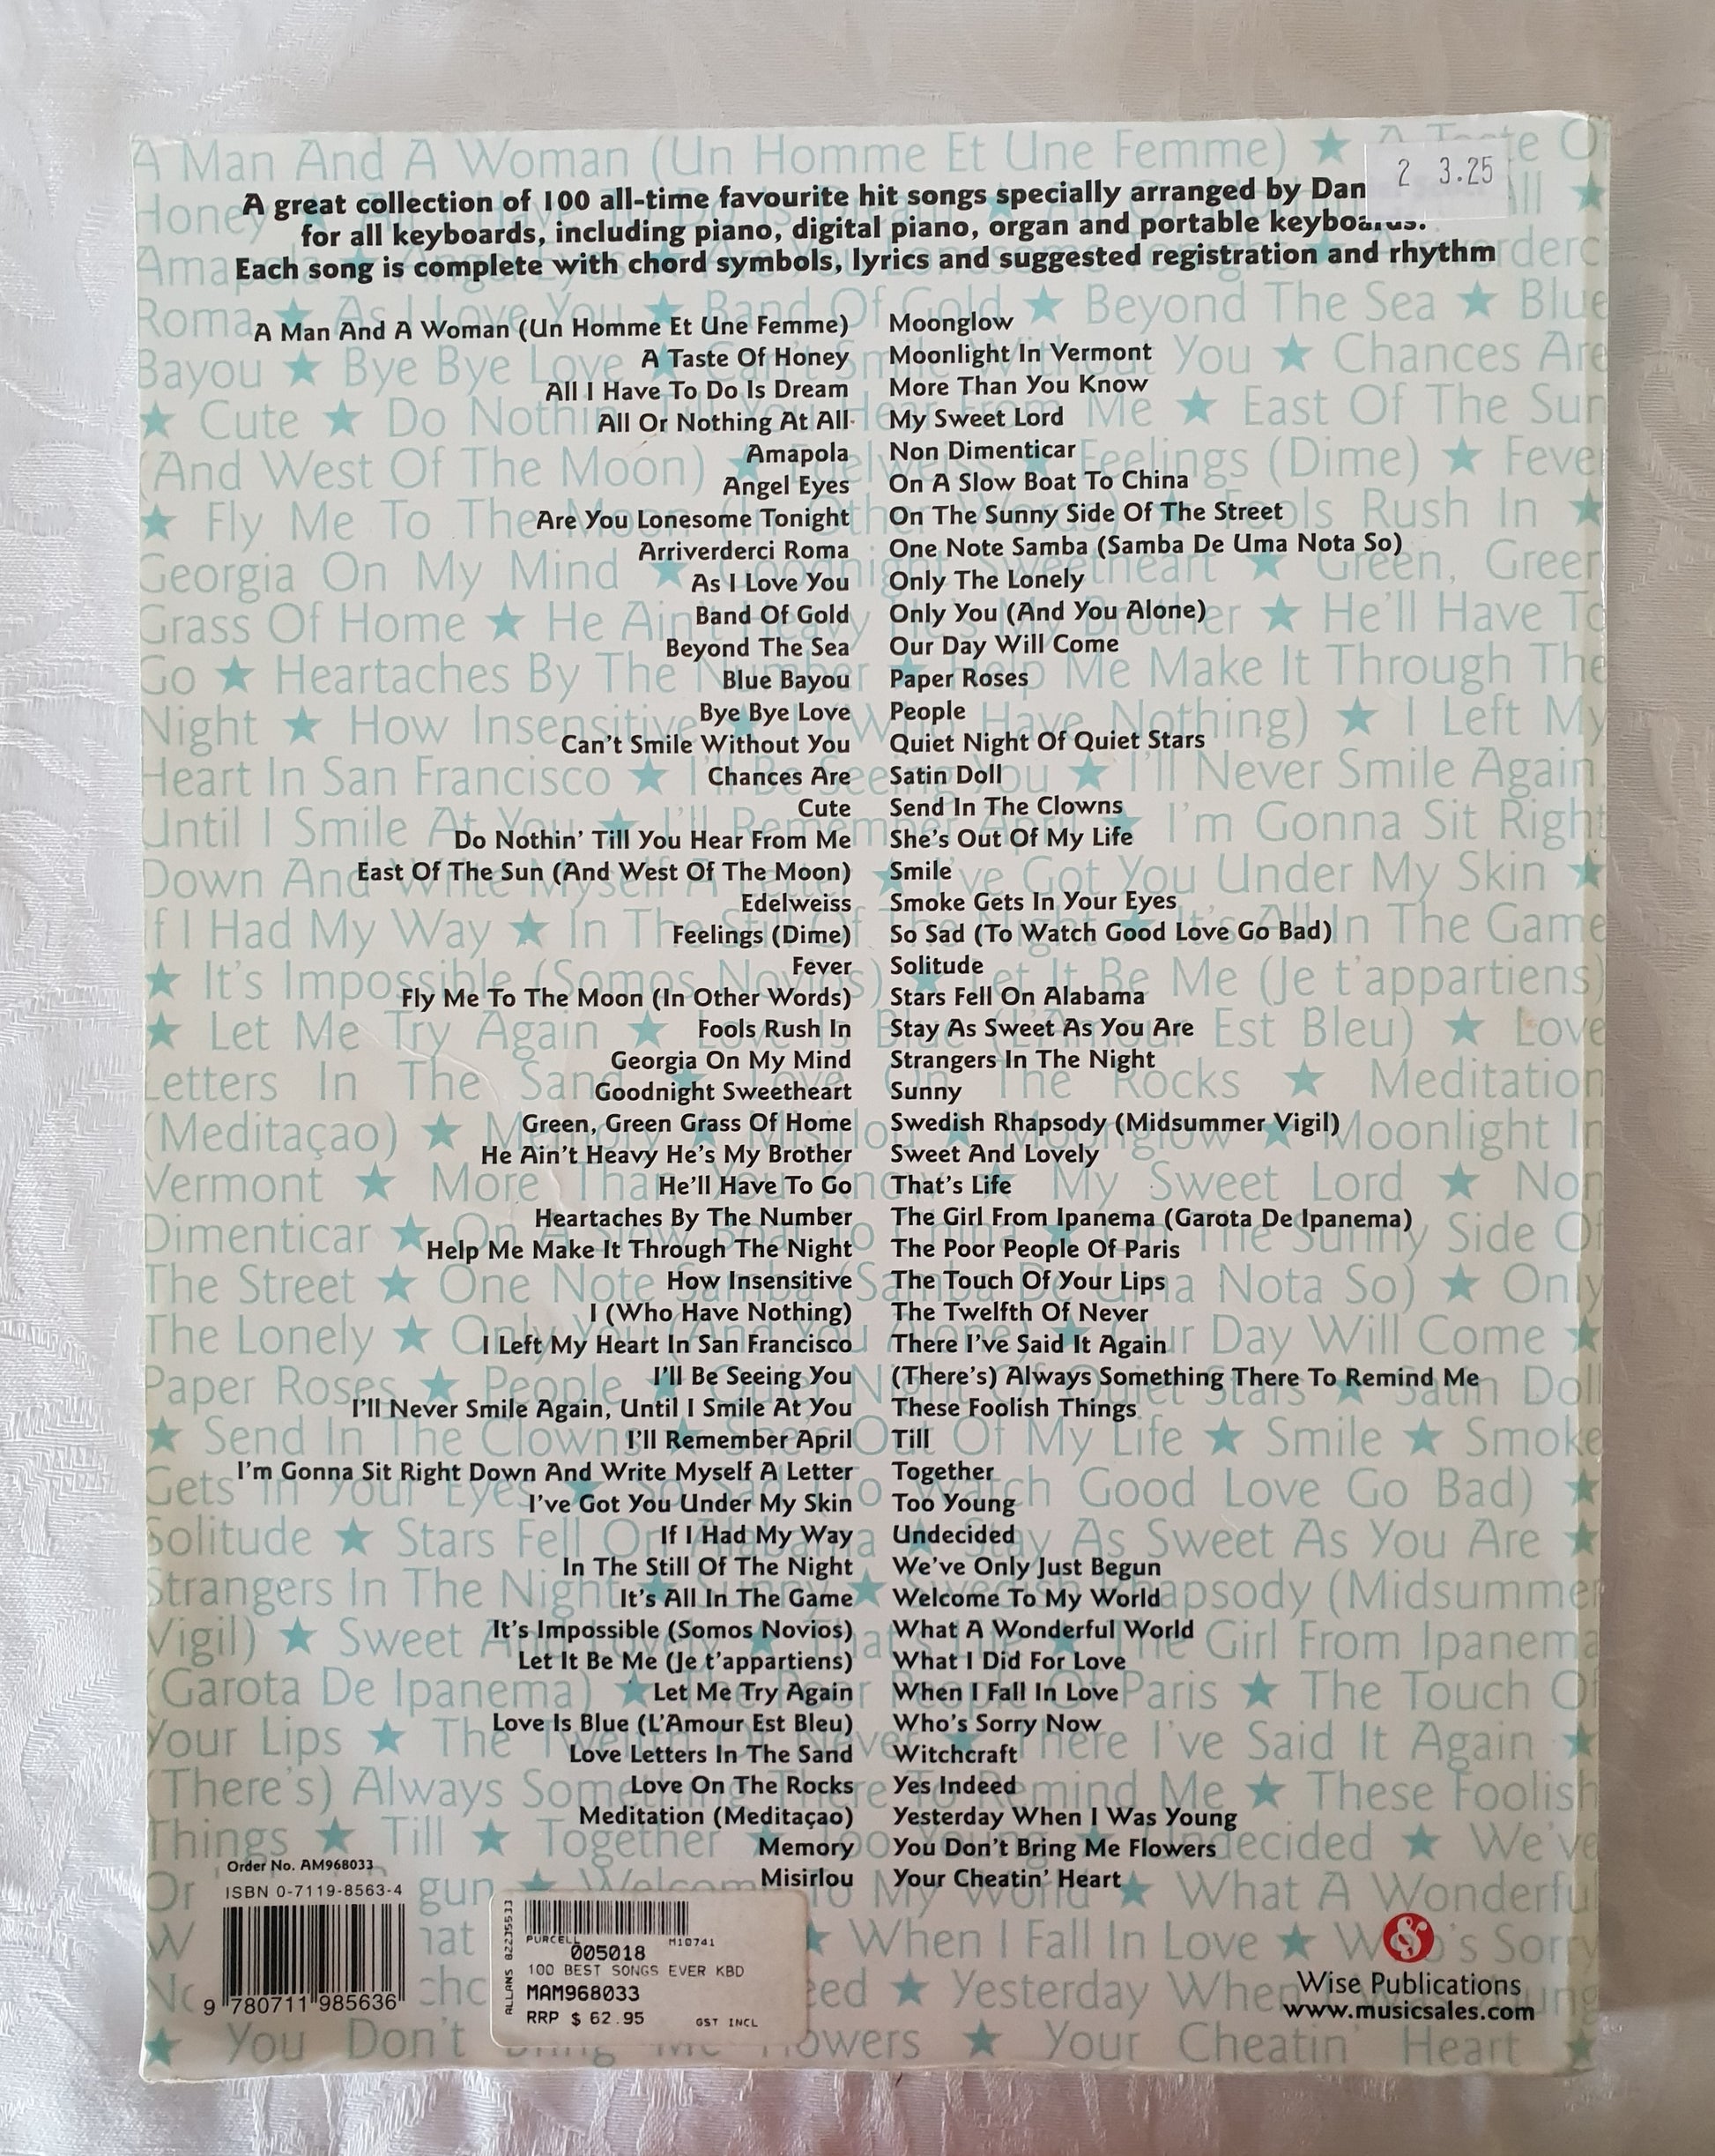 A great collection of 100 all-time favourite hit songs specially arranged by Dan
2 3.25
for all keyboards, including piano, digital piano, organ and portable keyboards.
Each song is complete with chord symbols, lyrics and suggested registration and rhythm
A Man And A Woman (Un Homme Et Une Femme)
A Taste Of Honey
All I Have To Do Is Dream
All Or Nothing At All
Amapola
Angel Eyes
Are You Lonesome Tonight
Arriverderci Roma
As I Love You
Band Of Gold
Beyond The Sea
Blue Bayou
Bye Bye Love
Can't Smile Without You
Chances Are
Cute
Do Nothin' Till You Hear From Me
East Of The Sun (And West Of The Moon)
Edelweiss
Feelings (Dime)
Fever
Fly Me To The Moon (In Other Words)
Fools Rush In
Georgia On My Mind
Goodnight Sweetheart
Green, Green Grass Of Home
He Ain't Heavy He's My Brother
He'll Have To Go
Heartaches By The Number
Help Me Make It Through The Night
How Insensitive
I (Who Have Nothing)
I Left My Heart In San Francisco
I'll Be Seeing You
I'll Never Smile Again, Until I Smile At You
I'll Remember April
I'm Gonna Sit Right Down And Write Myself A Letter
I've Got You Under My Skin
If I Had My Way
In The Still Of The Night
It's All In The Game
It's Impossible (Somos Novios)
Let It Be Me (Je t'appartiens)
Let Me Try Again
Love Is Blue (L'Amour Est Bleu)
Love Letters In The Sand
Love On The Rocks
Meditation (Meditaçao)
Memory
Misirlou
Moonglow
Moonlight In Vermont
More Than You Know
My Sweet Lord
Non Dimenticar
On A Slow Boat To China
On The Sunny Side Of The Street
One Note Samba (Samba De Uma Nota So)
Only The Lonely
Only You (And You Alone)
Our Day Will Come
Paper Roses
People
Quiet Night Of Quiet Stars
Satin Doll
Send In The Clowns
She's Out Of My Life
Smile
Smoke Gets In Your Eyes
So Sad (To Watch Good Love Go Bad)
Solitude
Stars Fell On Alabama
Stay As Sweet As You Are
Strangers In The Night
Sunny
Swedish Rhapsody (Midsummer Vigil)
Sweet And Lovely
That's Life
The Girl From Ipanema (Garota De Ipanema)
The Poor People Of Paris
The Touch Of Your Lips
The Twelfth Of Never
There I've Said It Again
(There's) Always Something There To Remind Me
These Foolish Things
Till
Together
Too Young
Undecided
We've Only Just Begun
Welcome To My World
What A Wonderful World
What I Did For Love
When I Fall In Love
Who's Sorry Now
Witchcraft
Yes Indeed
Yesterday When I Was Young
You Don't Bring Me Flowers
Your Cheatin' Heart
Order No. AM968033
ISBN 0-7119-8563-4
9 780711 985636
ALLANS 82235533
PURCELL M10741
005018
100 BEST SONGS EVER KBD
MAM968033
RRP $ 62.95 GST INCL
&
Wise Publications
www.musicsales.com